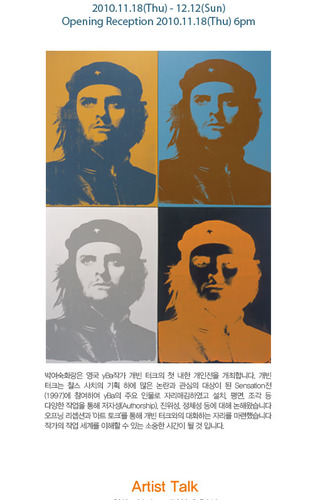 2010.11.18(Thu) - 12.12(Sun)
Opening Reception 2010.11.18(Thu) 6pm
박여숙화랑은 영국 yBa작가 개빈 터크의 첫 내한 개인전을 개최합니다. 개빈
터크는 찰스 사치의 기획 하에 많은 논란과 관심의 대상이 된 Sensation전
(1997)에 참여하여 yBa의 주요 인물로 자리매김하였고 설치, 평면, 조각 등
다양한 작업을 통해 저자성(Authorship), 진위성, 정체성 등에 대해 논해왔습니다
오프닝 리셉션과 '아트 토크'를 통해 개빈 터크와의 대화하는 자리를 마련했습니다
작가의 작업 세계를 이해할 수 있는 소중한 시간이 될 것 입니다.
Artist Talk